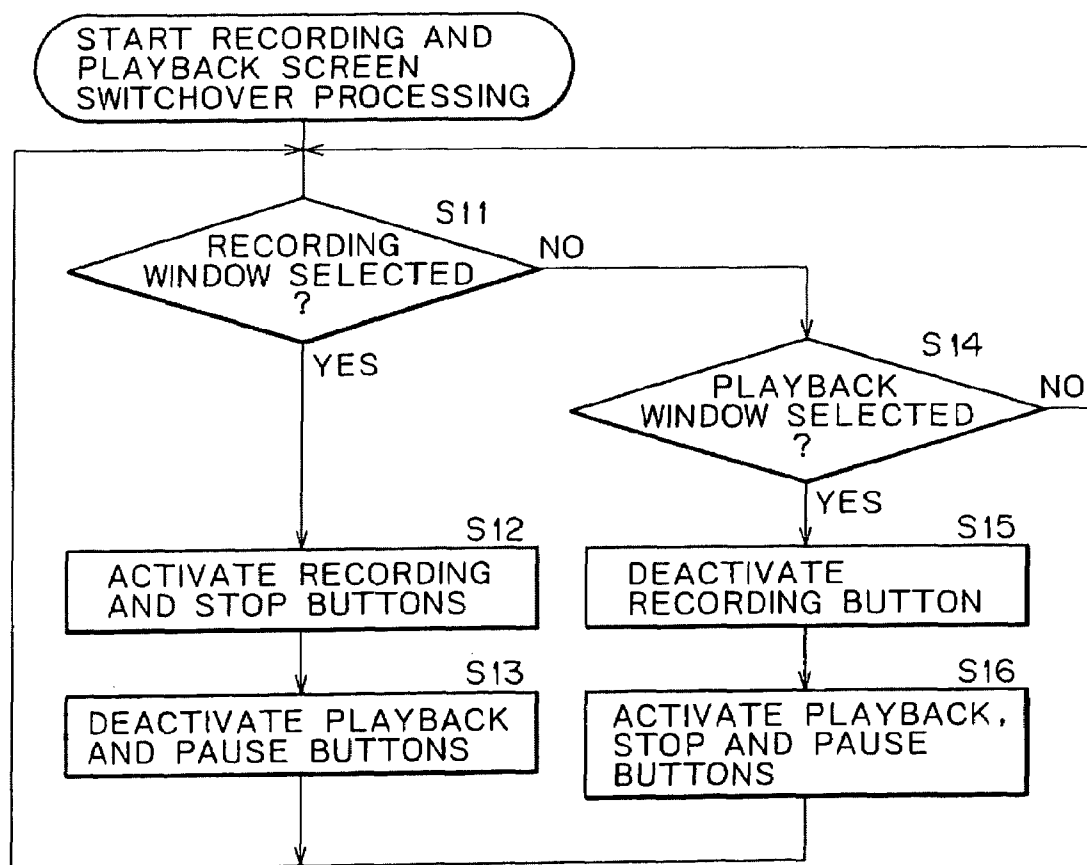 START RECORDING AND
PLAYBACK SCREEN
SWITCHOVER PROCESSING
S11
RECORDING
WINDOW SELECTED
?
NO
YES
S14
PLAYBACK
WINDOW SELECTED
?
NO
YES
S12
ACTIVATE RECORDING
AND STOP BUTTONS
S15
DEACTIVATE
RECORDING BUTTON
S13
DEACTIVATE PLAYBACK
AND PAUSE BUTTONS
S16
ACTIVATE PLAYBACK,
STOP AND PAUSE
BUTTONS